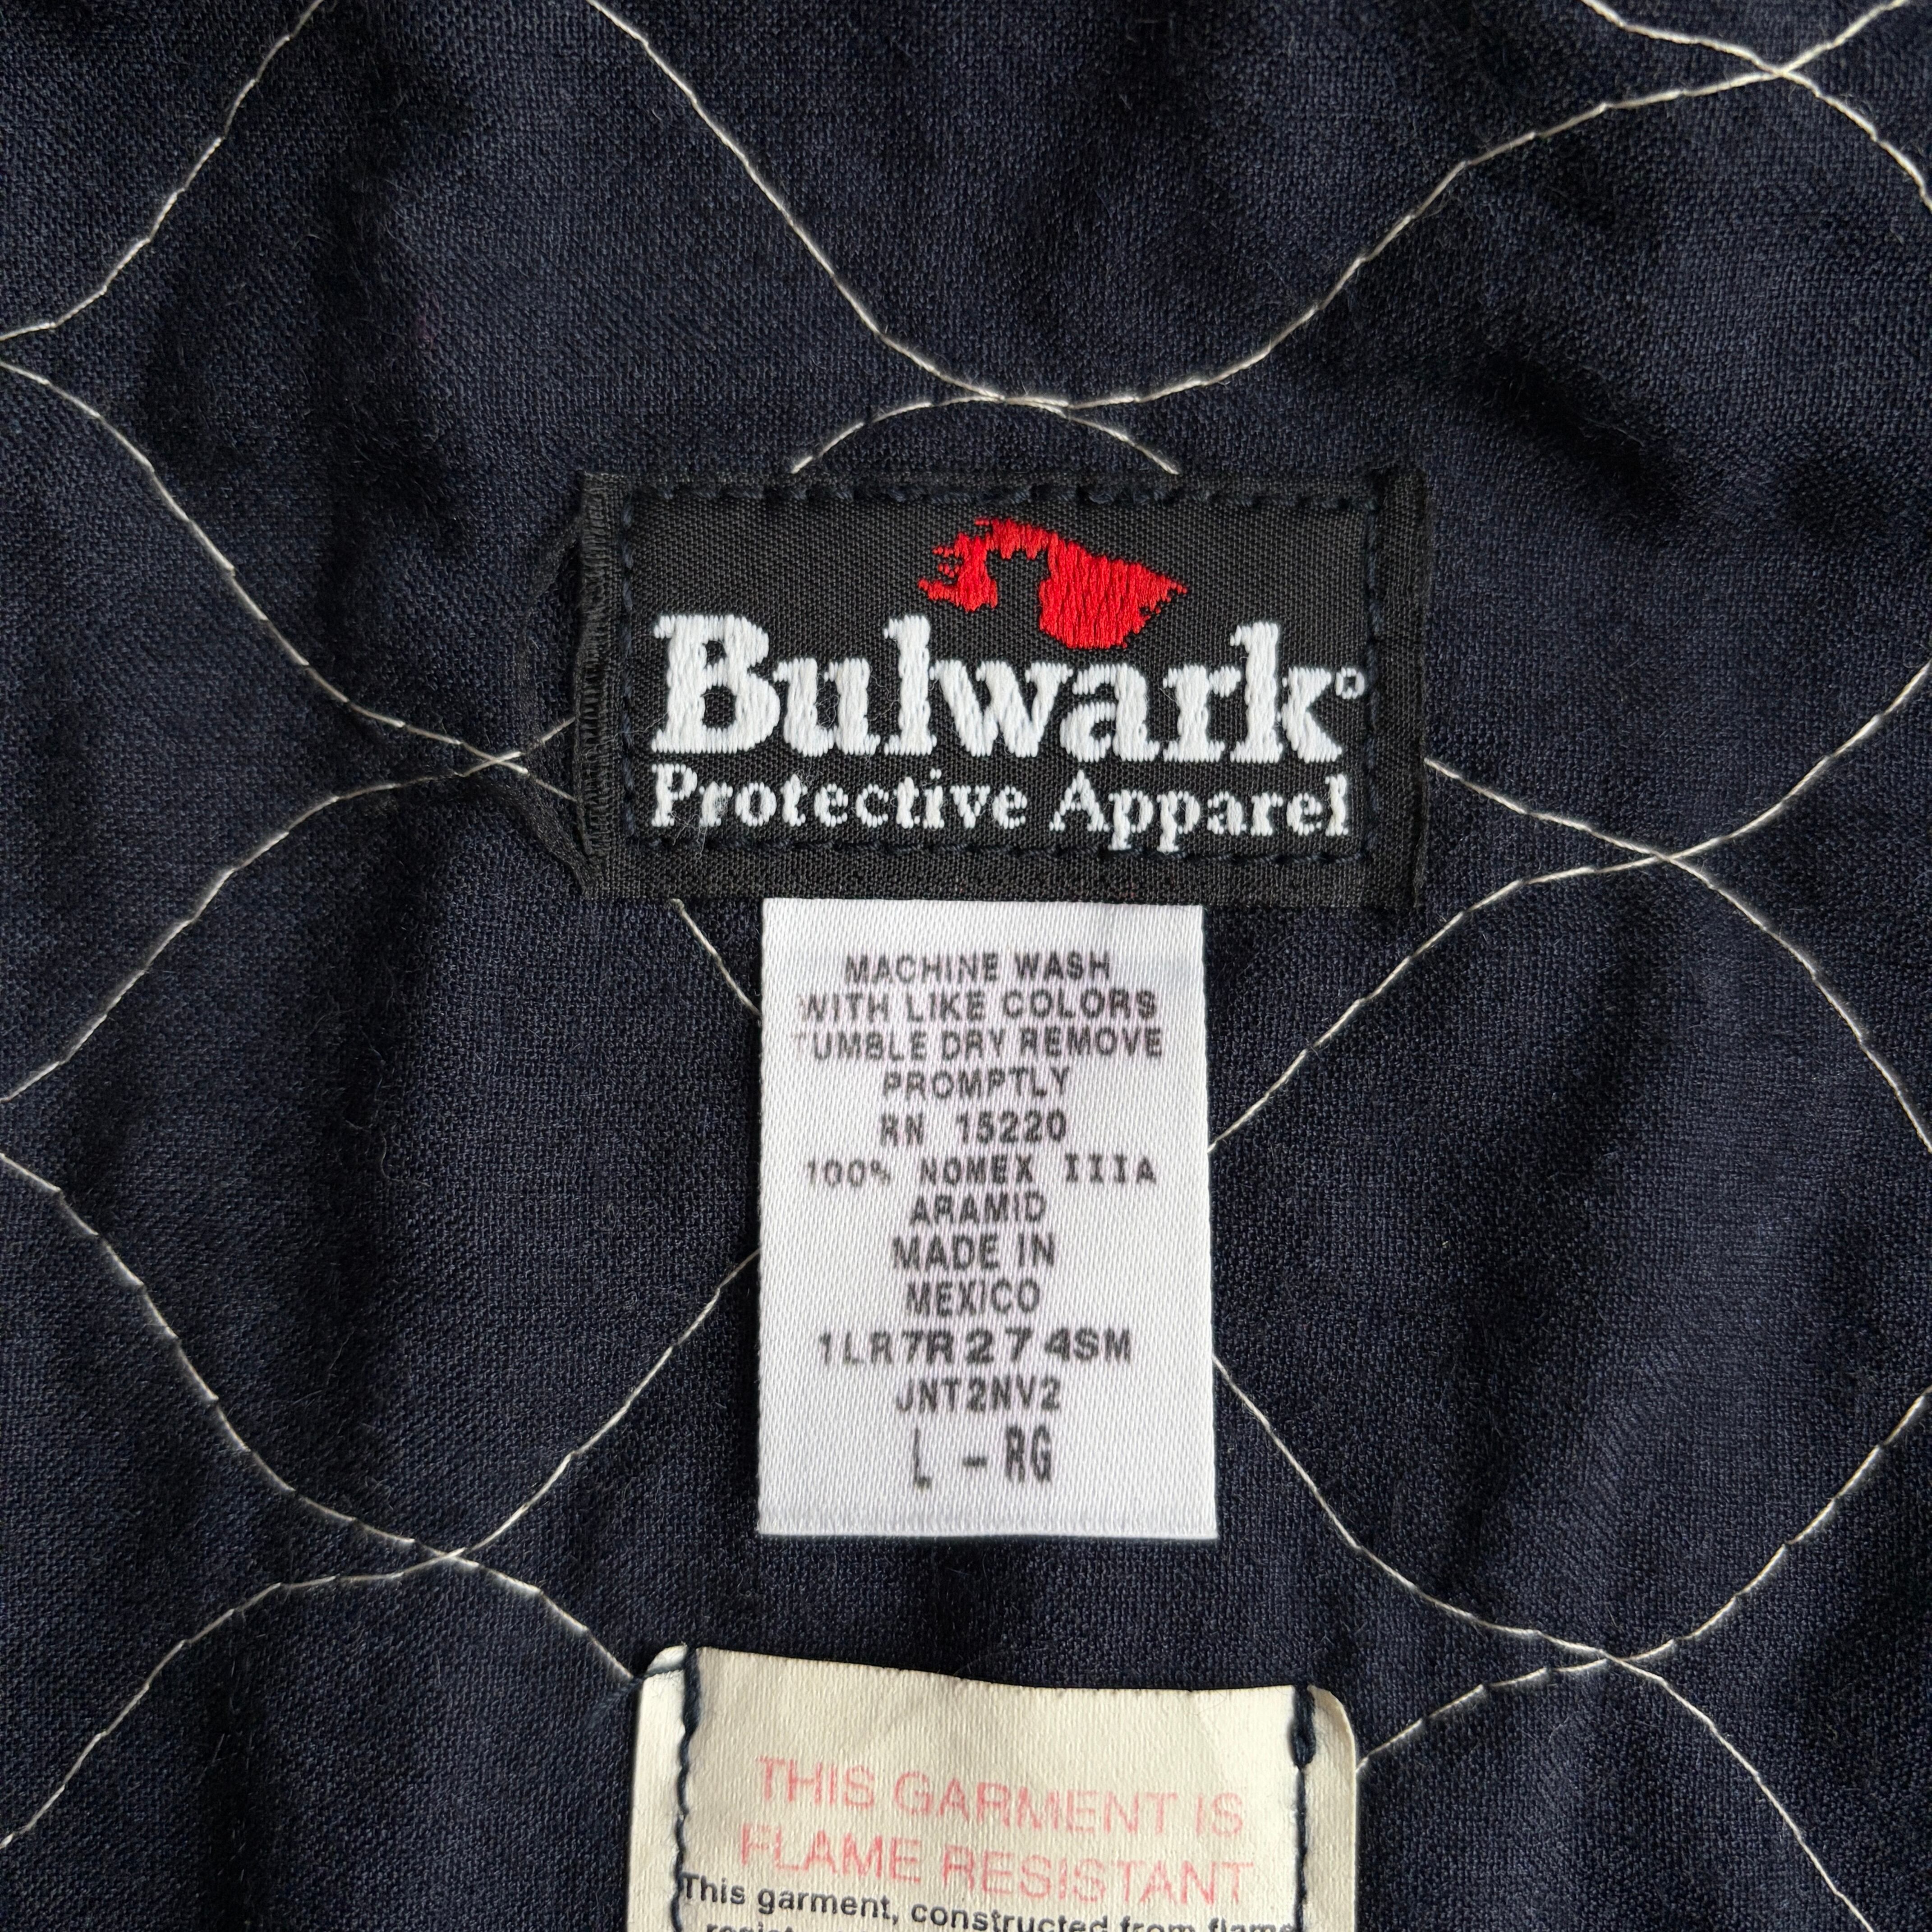 Bulwark®
Protective Apparel
MACHINE WASH
WITH LIKE COLORS
TUMBLE DRY REMOVE
PROMPTLY
RN 15220
100% NOMEX IIIA
ARAMID
MADE IN
MEXICO
1LR7R274SM
JNT2NV2
L - RG
THIS GARMENT IS
FLAME RESISTANT
This garment, constructed from flame